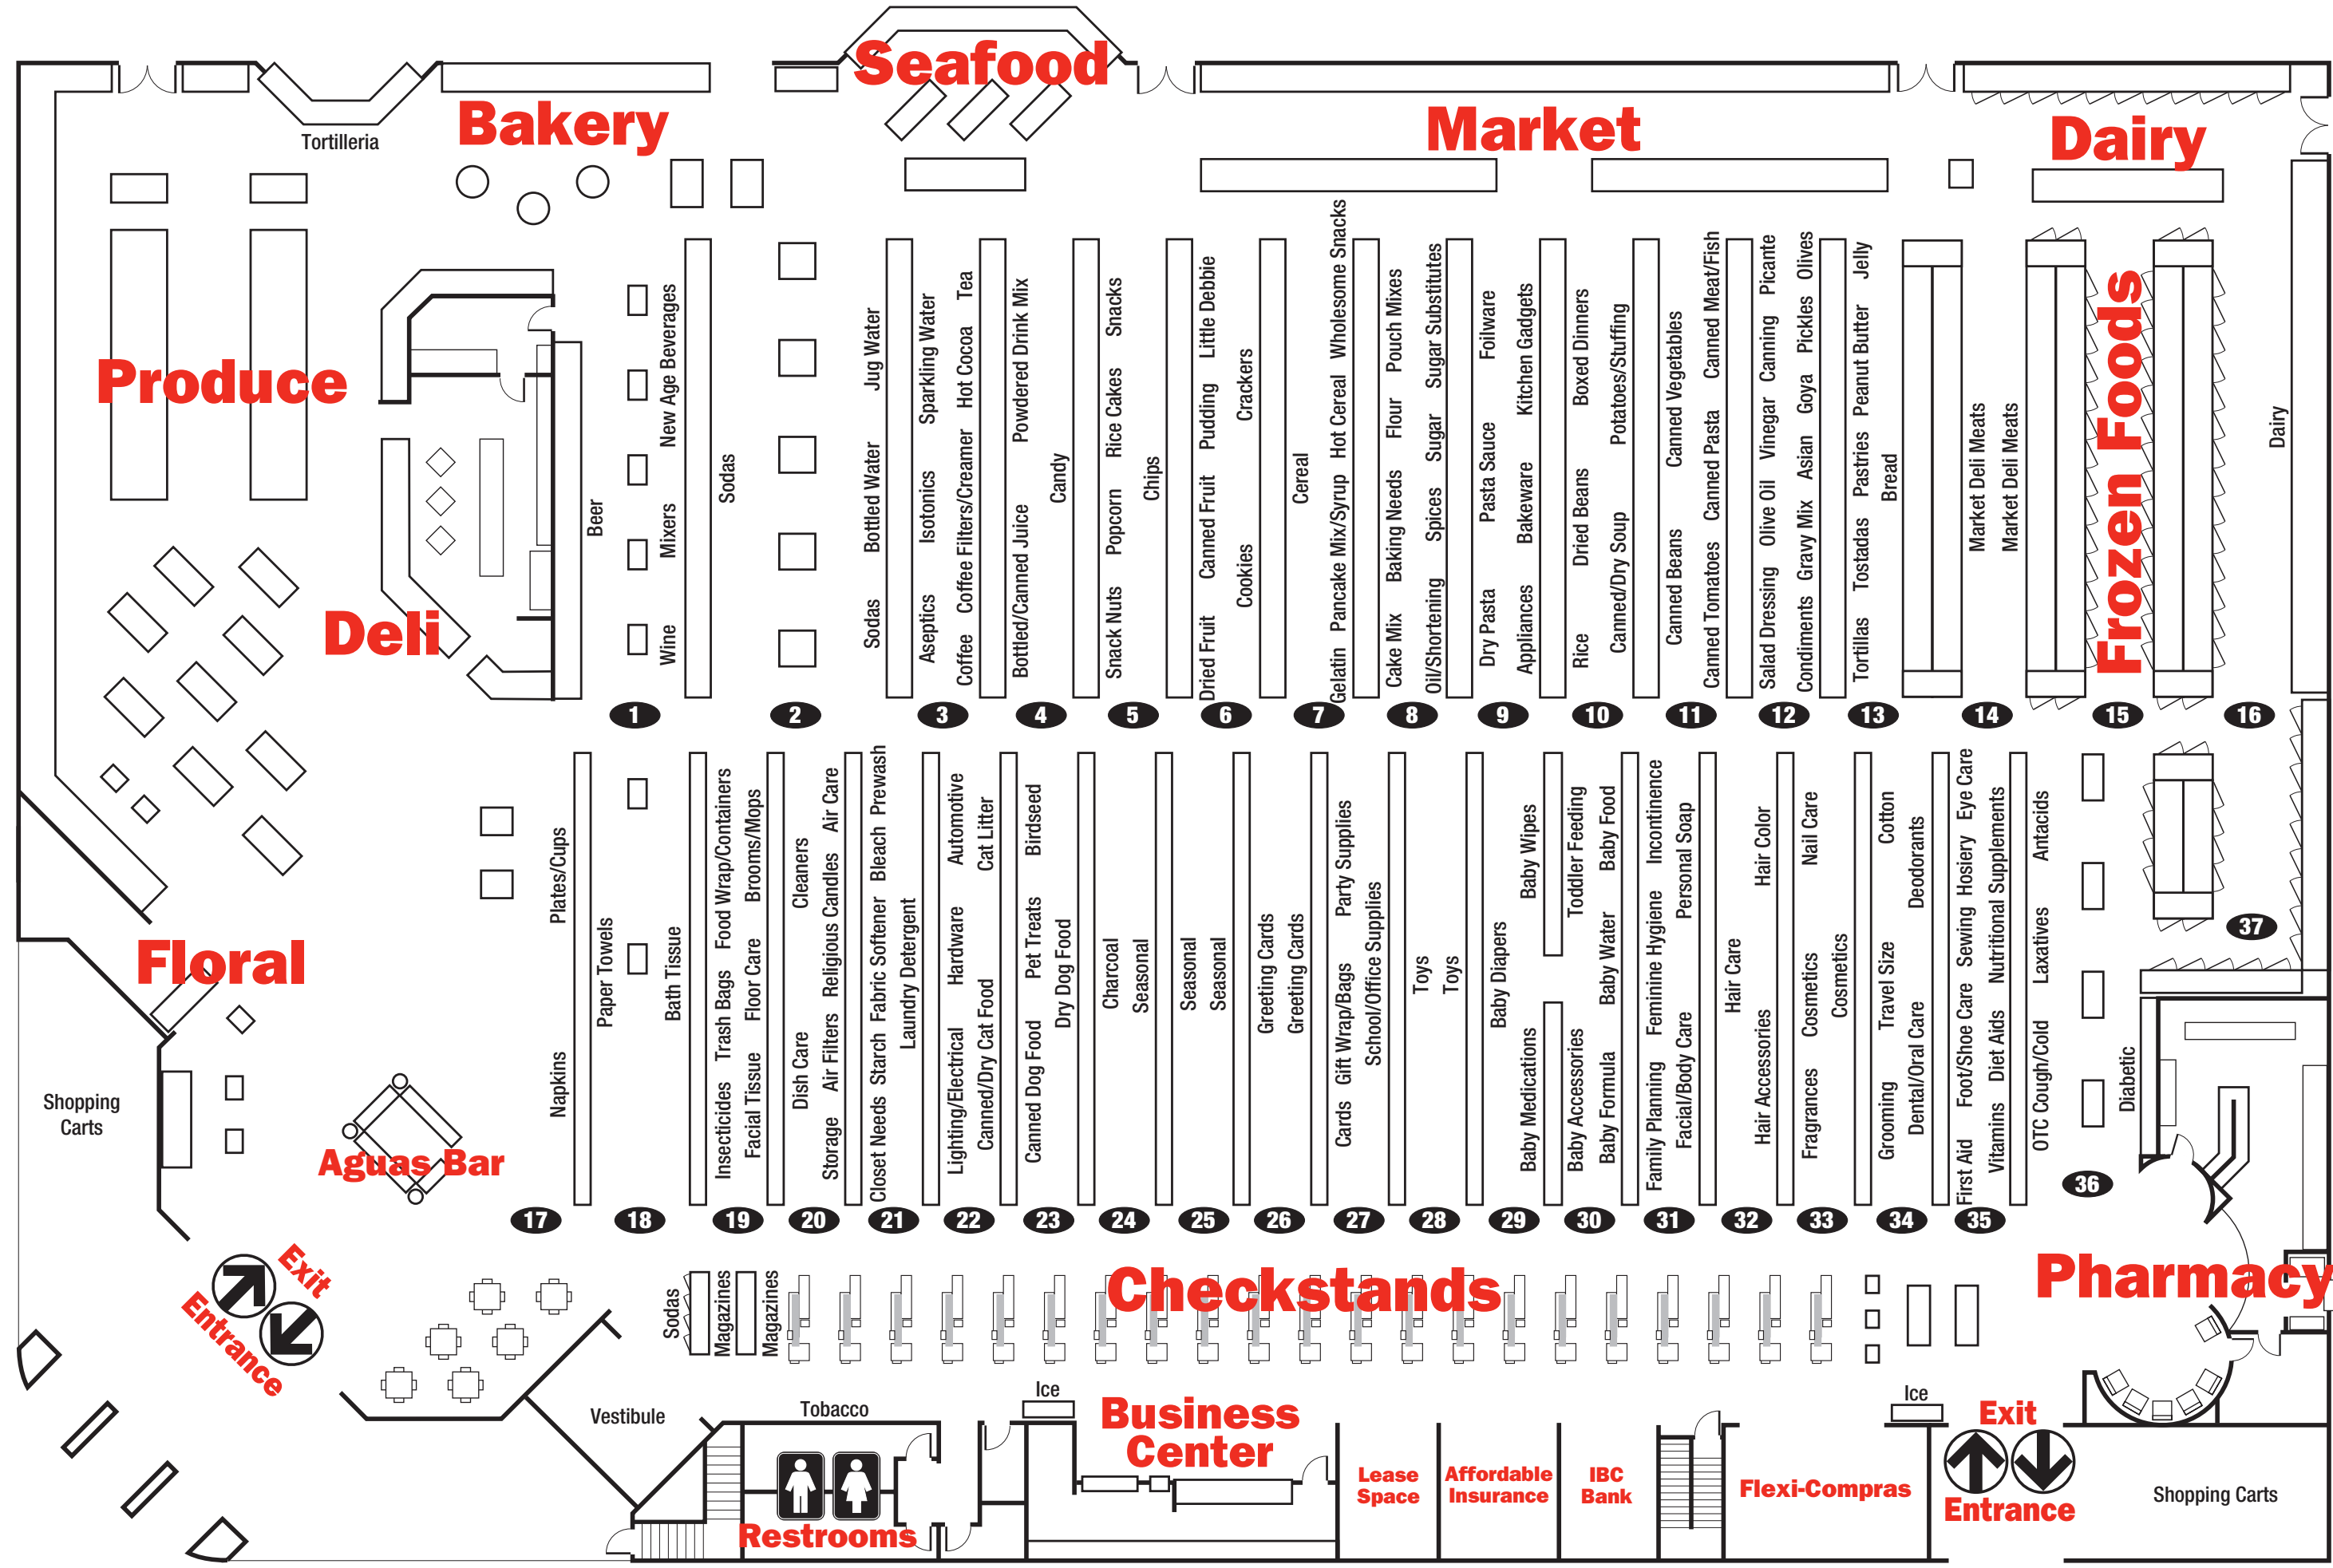 Seafood
Bakery
Market
Dairy
Tortilleria
Produce
Deli
Beer
Wine Mixers New Age Beverages
Sodas
Sodas Bottled Water Jug Water
Aseptics Isotonics Sparkling Water
Coffee Coffee Filters/Creamer Hot Cocoa Tea
Bottled/Canned Juice Powdered Drink Mix
Candy
Snack Nuts Popcorn Rice Cakes Snacks
Chips
Dried Fruit Canned Fruit Pudding Little Debbie
Cookies Crackers
Cereal
Gelatin Pancake Mix/Syrup Hot Cereal Wholesome Snacks
Cake Mix Baking Needs Flour Pouch Mixes
Oil/Shortening Spices Sugar Sugar Substitutes
Dry Pasta Pasta Sauce Foilware
Appliances Bakeware Kitchen Gadgets
Rice Dried Beans Boxed Dinners
Canned/Dry Soup Potatoes/Stuffing
Canned Beans Canned Vegetables
Canned Tomatoes Canned Pasta Canned Meat/Fish
Salad Dressing Olive Oil Vinegar Canning Picante
Condiments Gravy Mix Asian Goya Pickles Olives
Tortillas Tostadas Pastries Peanut Butter Jelly
Bread
Market Deli Meats
Market Deli Meats
Frozen Foods
Dairy
1
2
3
4
5
6
7
8
9
10
11
12
13
14
15
16
Floral
Napkins Plates/Cups
Paper Towels
Bath Tissue
Insecticides Trash Bags Food Wrap/Containers
Facial Tissue Floor Care Brooms/Mops
Dish Care Cleaners
Storage Air Filters Religious Candles Air Care
Closet Needs Starch Fabric Softener Bleach Prewash
Laundry Detergent
Lighting/Electrical Hardware Automotive
Canned/Dry Cat Food Cat Litter
Canned Dog Food Pet Treats Birdseed
Dry Dog Food
Charcoal
Seasonal
Seasonal
Seasonal
Greeting Cards
Greeting Cards
Cards Gift Wrap/Bags Party Supplies
School/Office Supplies
Toys
Toys
Baby Diapers
Baby Medications Baby Wipes
Baby Accessories Toddler Feeding
Baby Formula Baby Water Baby Food
Family Planning Feminine Hygiene Incontinence
Facial/Body Care Personal Soap
Hair Care
Hair Accessories Hair Color
Fragrances Cosmetics Nail Care
Cosmetics
Grooming Travel Size Cotton
Dental/Oral Care Deodorants
First Aid Foot/Shoe Care Sewing Hosiery Eye Care
Vitamins Diet Aids Nutritional Supplements
OTC Cough/Cold Laxatives Antacids
Diabetic
37
36
Shopping
Carts
Aguas Bar
17
18
19
20
21
22
23
24
25
26
27
28
29
30
31
32
33
34
35
Exit
Entrance
Sodas
Magazines
Magazines
Checkstands
Pharmacy
Vestibule
Tobacco
Ice
Business
Center
Restrooms
Lease
Space
Affordable
Insurance
IBC
Bank
Flexi-Compras
Ice
Exit
Entrance
Shopping Carts